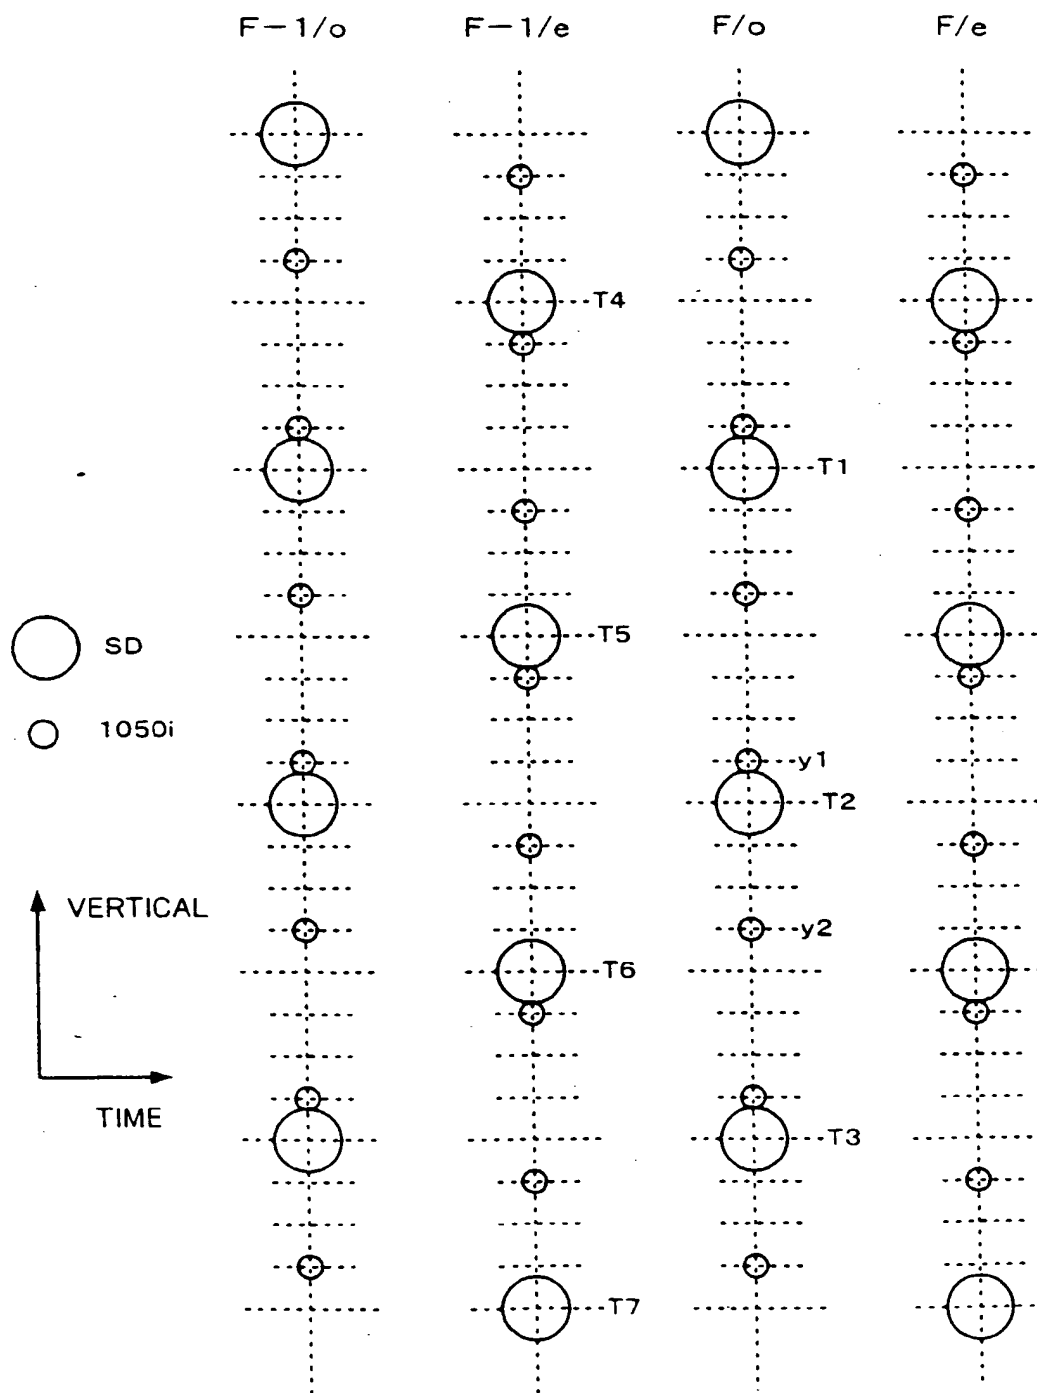 F-1/o F-1/e F/o F/e
T4
T1
T5
SD
1050i
y1
T2
VERTICAL
y2
T6
TIME
T3
T7